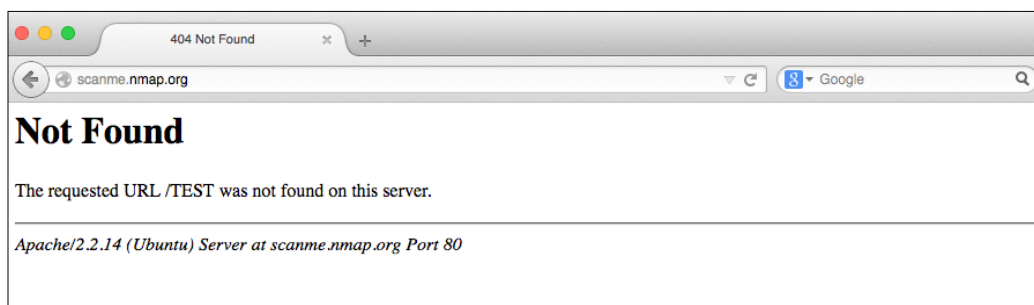 404 Not Found
scanme.nmap.org
Google
Not Found
The requested URL /TEST was not found on this server.
Apache/2.2.14 (Ubuntu) Server at scanme.nmap.org Port 80